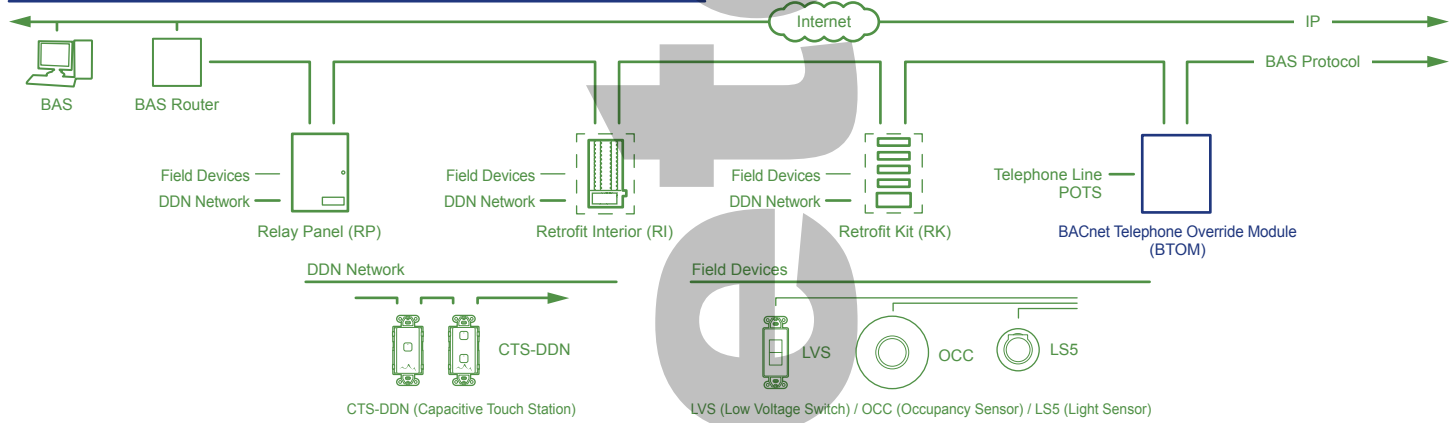 Internet
IP
BAS Protocol
BAS
BAS Router
Field Devices
DDN Network
Relay Panel (RP)
Field Devices
DDN Network
Retrofit Interior (RI)
Field Devices
DDN Network
Retrofit Kit (RK)
Telephone Line
POTS
BACnet Telephone Override Module
(BTOM)
DDN Network
CTS-DDN
CTS-DDN (Capacitive Touch Station)
Field Devices
LVS
OCC
LS5
LVS (Low Voltage Switch) / OCC (Occupancy Sensor) / LS5 (Light Sensor)